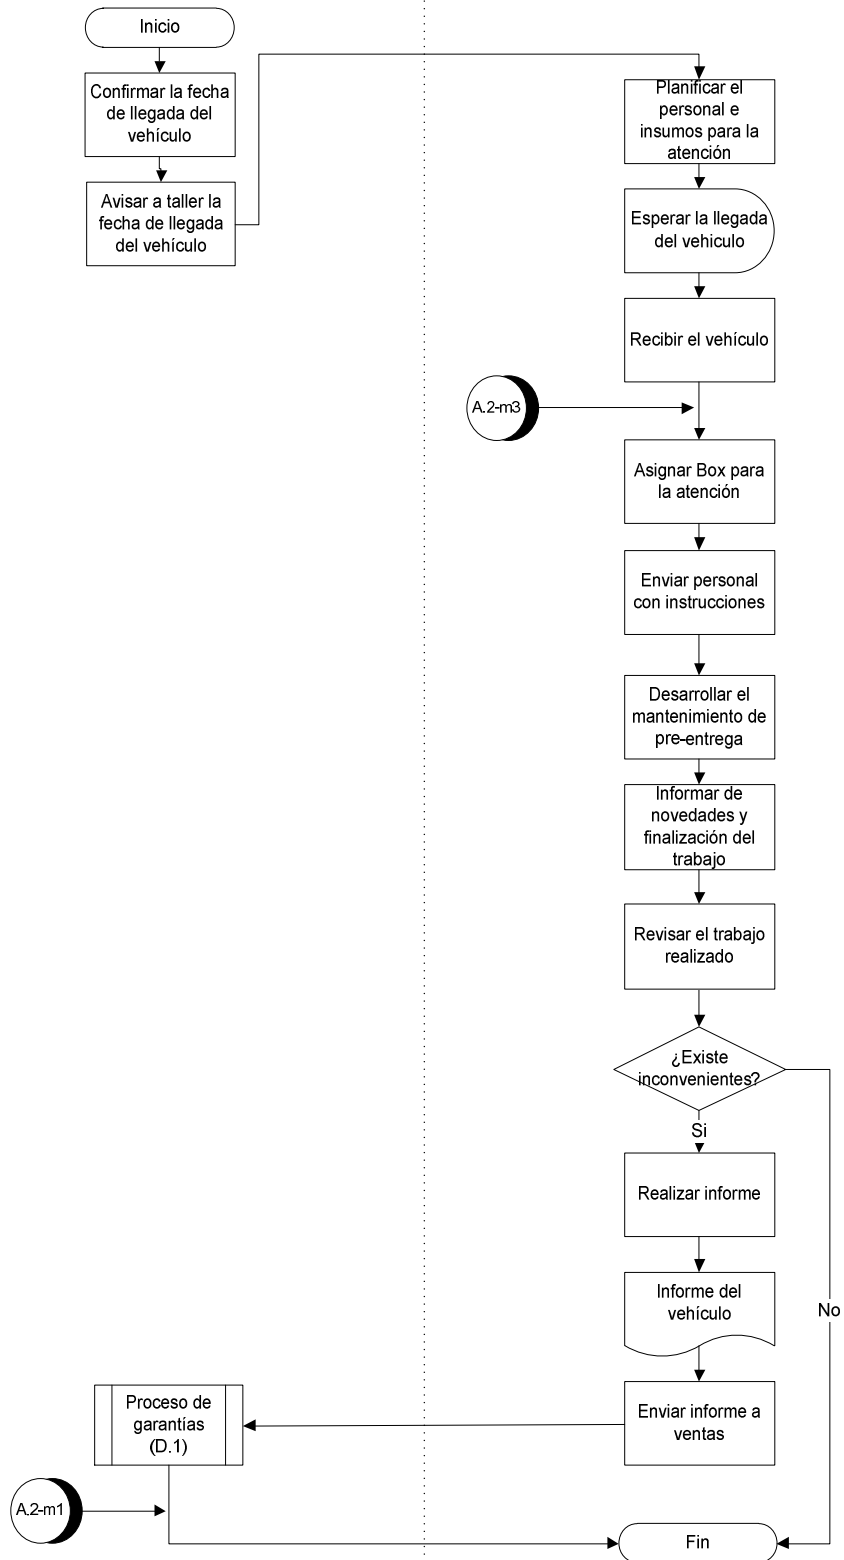 Inicio
Confirmar la fecha
de llegada del
vehículo
Avisar a taller la
fecha de llegada
del vehículo
Planificar el
personal e
insumos para la
atención
Esperar la llegada
del vehiculo
Recibir el vehículo
A.2-m3
Asignar Box para
la atención
Enviar personal
con instrucciones
Desarrollar el
mantenimiento de
pre-entrega
Informar de
novedades y
finalización del
trabajo
Revisar el trabajo
realizado
¿Existe
inconvenientes?
Si
Realizar informe
Informe del
vehículo
No
Enviar informe a
ventas
Proceso de
garantías
(D.1)
A.2-m1
Fin